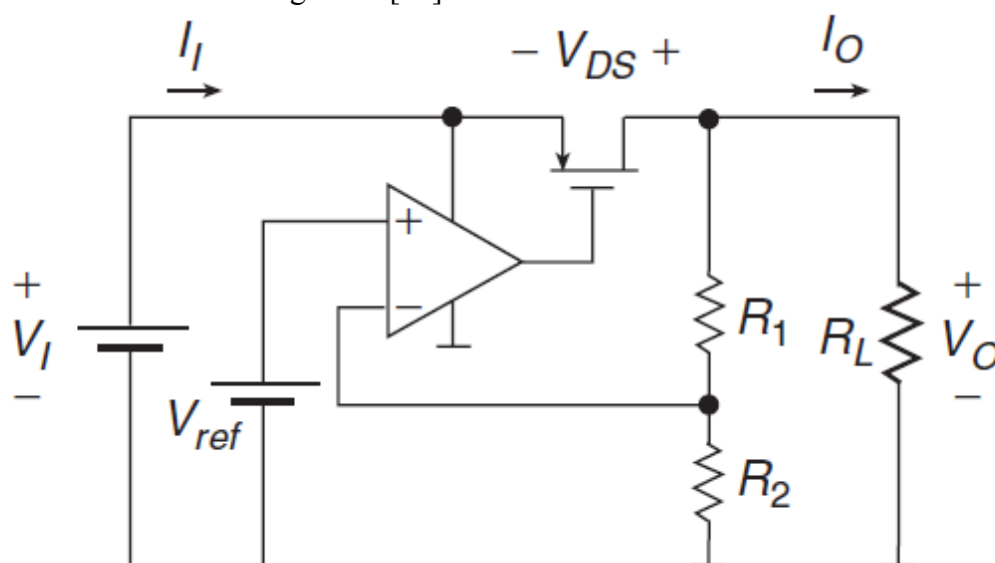 I_I
− V_DS +
I_O
+
−
+
V_I
−
V_ref
R_1
R_2
R_L
+
V_O
−